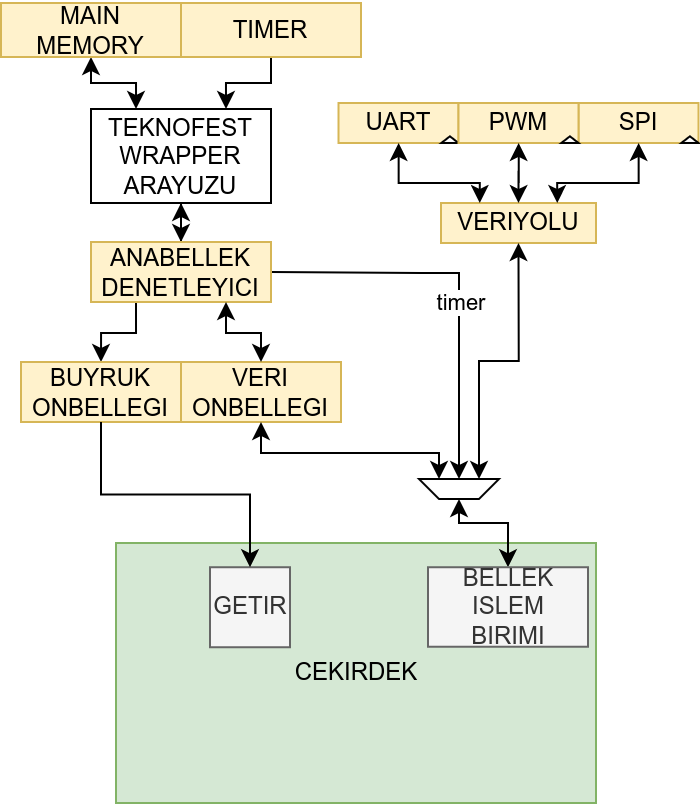 MAIN
MEMORY
TIMER
TEKNOFEST
WRAPPER
ARAYUZU
UART
PWM
SPI
VERIYOLU
ANABELLEK
DENETLEYICI
timer
BUYRUK
ONBELLEGI
VERI
ONBELLEGI
GETIR
BELLEK
ISLEM
BIRIMI
CEKIRDEK